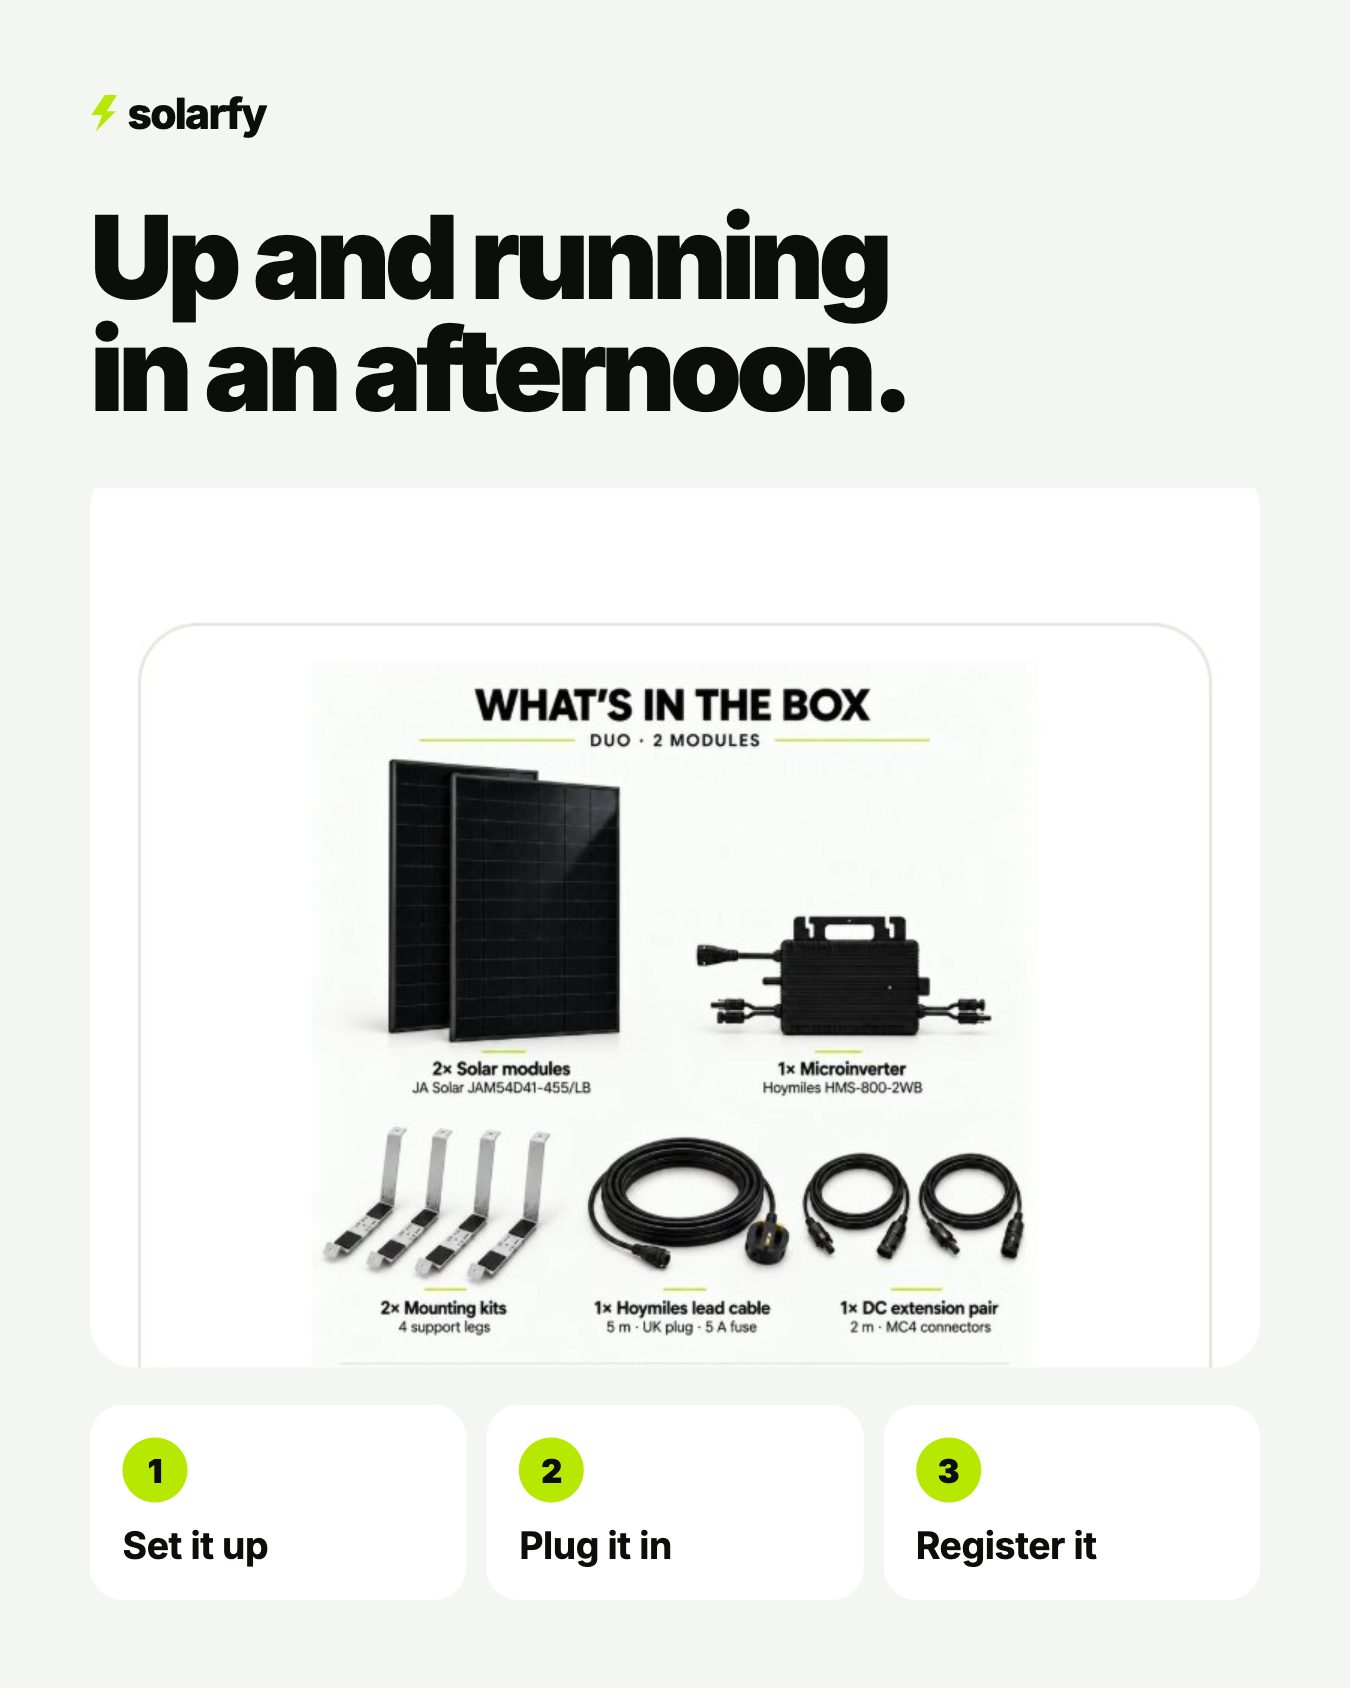 solarfy
Up and running
in an afternoon.
WHAT'S IN THE BOX
DUO · 2 MODULES
2× Solar modules
JA Solar JAM54D41-455/LB
1× Microinverter
Hoymiles HMS-800-2WB
2× Mounting kits
4 support legs
1× Hoymiles lead cable
5 m · UK plug · 5 A fuse
1× DC extension pair
2 m · MC4 connectors
1
Set it up
2
Plug it in
3
Register it